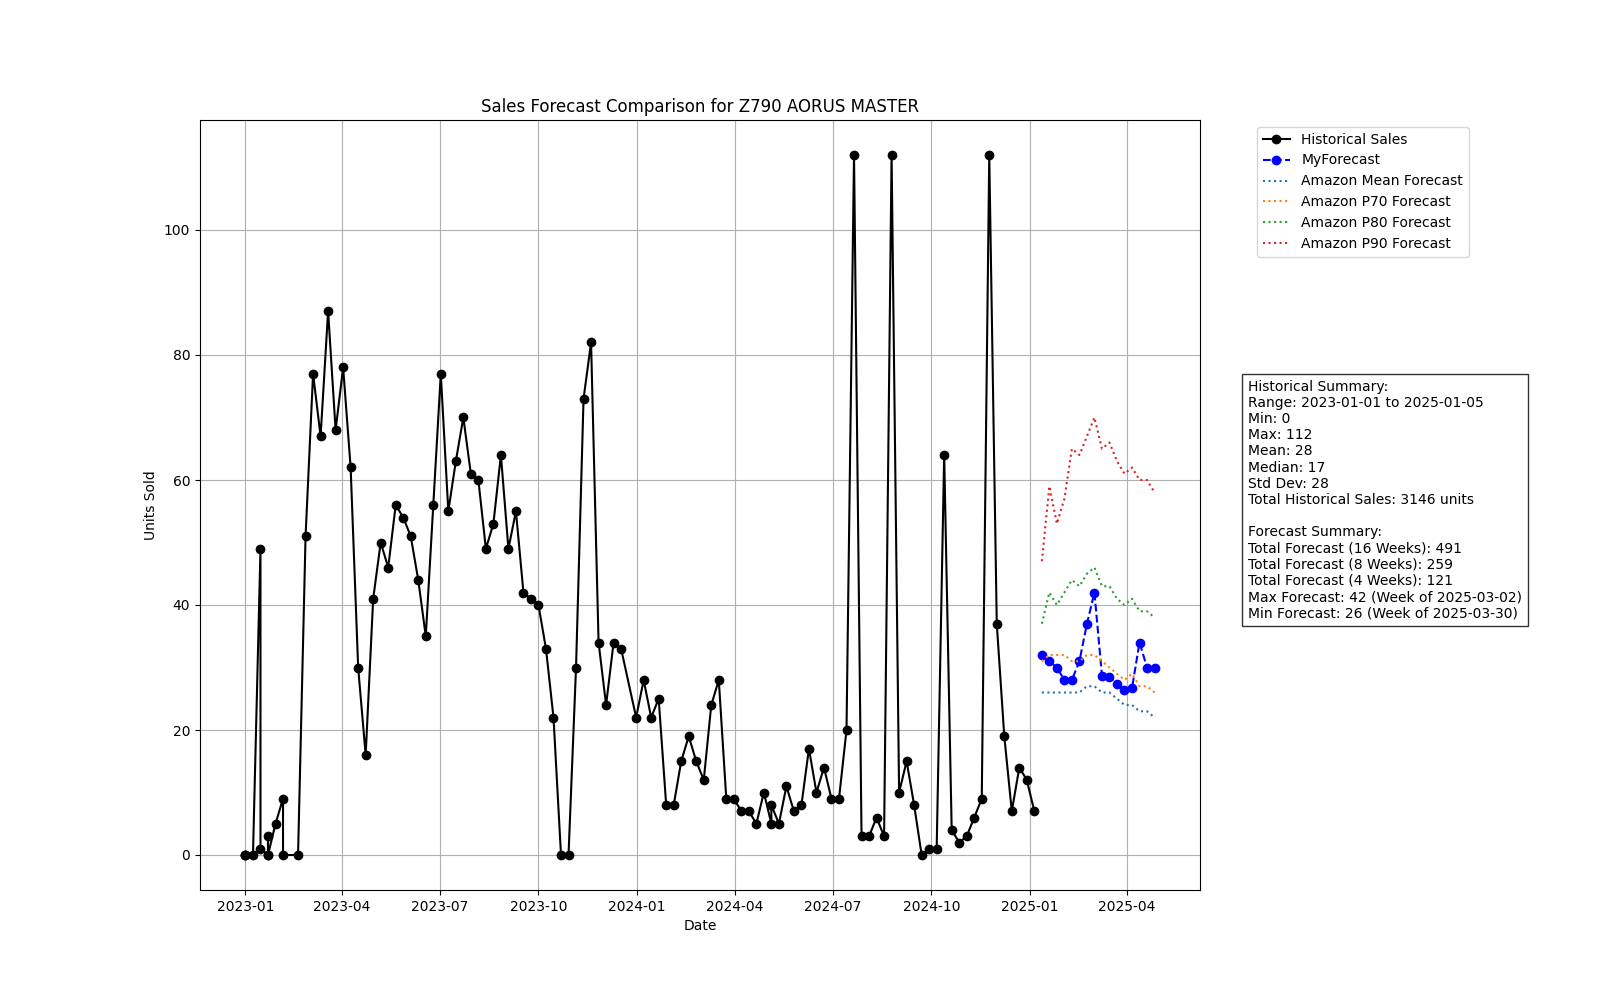 Sales Forecast Comparison for Z790 AORUS MASTER
Historical Sales
MyForecast
Amazon Mean Forecast
Amazon P70 Forecast
Amazon P80 Forecast
Amazon P90 Forecast
100
80
60
40
20
0
Units Sold
Historical Summary:
Range: 2023-01-01 to 2025-01-05
Min: 0
Max: 112
Mean: 28
Median: 17
Std Dev: 28
Total Historical Sales: 3146 units
Forecast Summary:
Total Forecast (16 Weeks): 491
Total Forecast (8 Weeks): 259
Total Forecast (4 Weeks): 121
Max Forecast: 42 (Week of 2025-03-02)
Min Forecast: 26 (Week of 2025-03-30)
2023-01 2023-04 2023-07 2023-10 2024-01 2024-04 2024-07 2024-10 2025-01 2025-04
Date